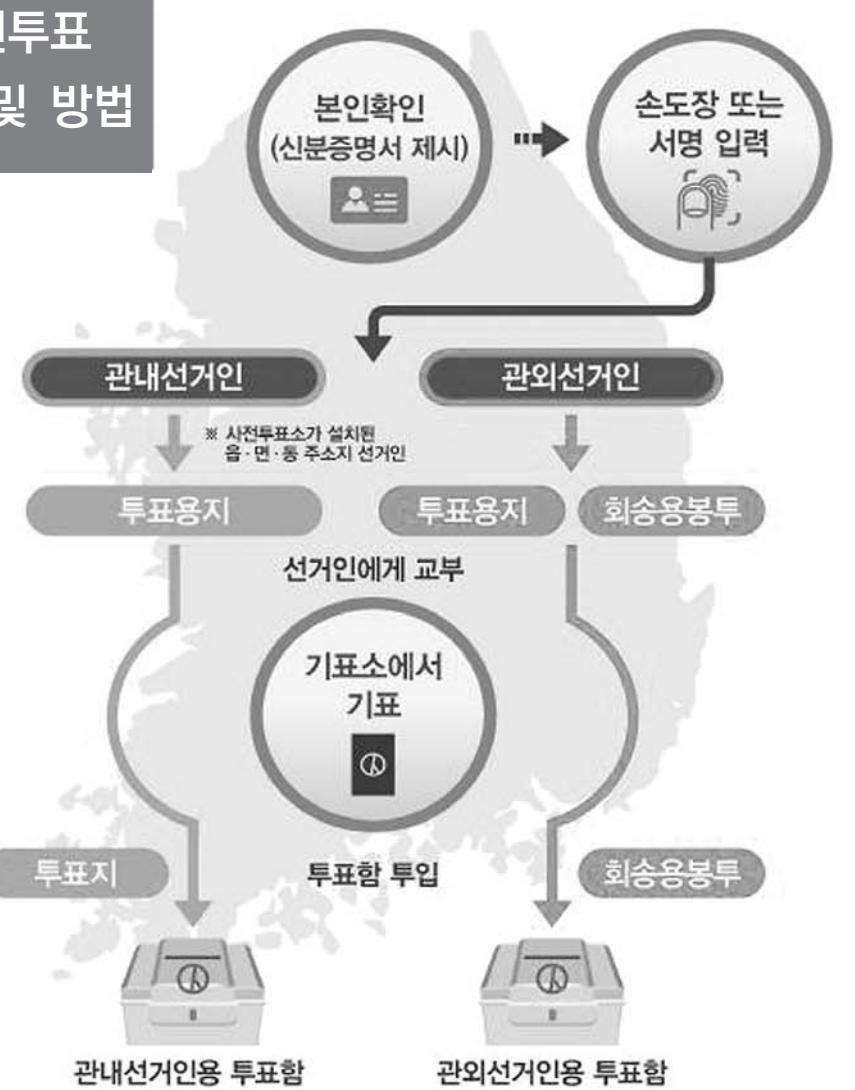 투표
및 방법
본인확인
(신분증명서 제시)
손도장 또는
서명 입력
관내선거인
관외선거인
※ 사전투표소가 설치된
읍·면·동 주소지 선거인
투표용지
투표용지
회송용봉투
선거인에게 교부
기표소에서
기표
투표지
투표함 투입
회송용봉투
관내선거인용 투표함
관외선거인용 투표함